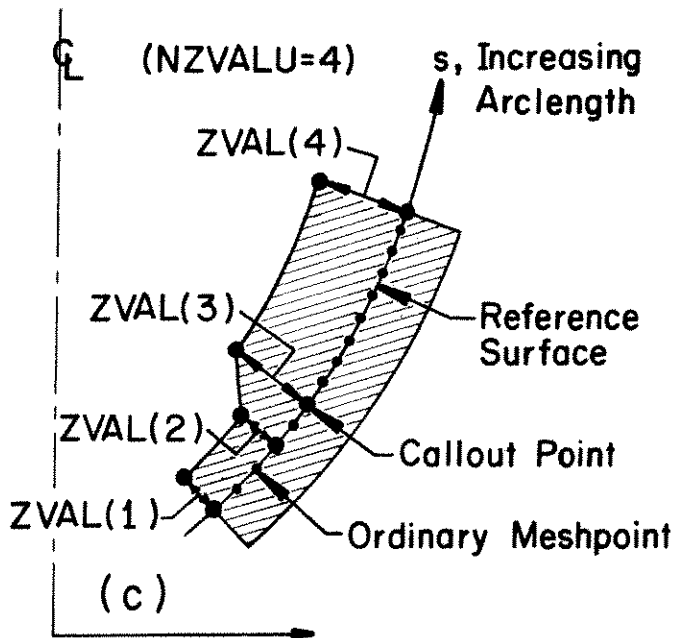 ℄ (NZVALU=4)
s, Increasing
Arclength
ZVAL(4)
ZVAL(3)
Reference
Surface
ZVAL(2)
Callout Point
ZVAL(1)
Ordinary Meshpoint
(c)